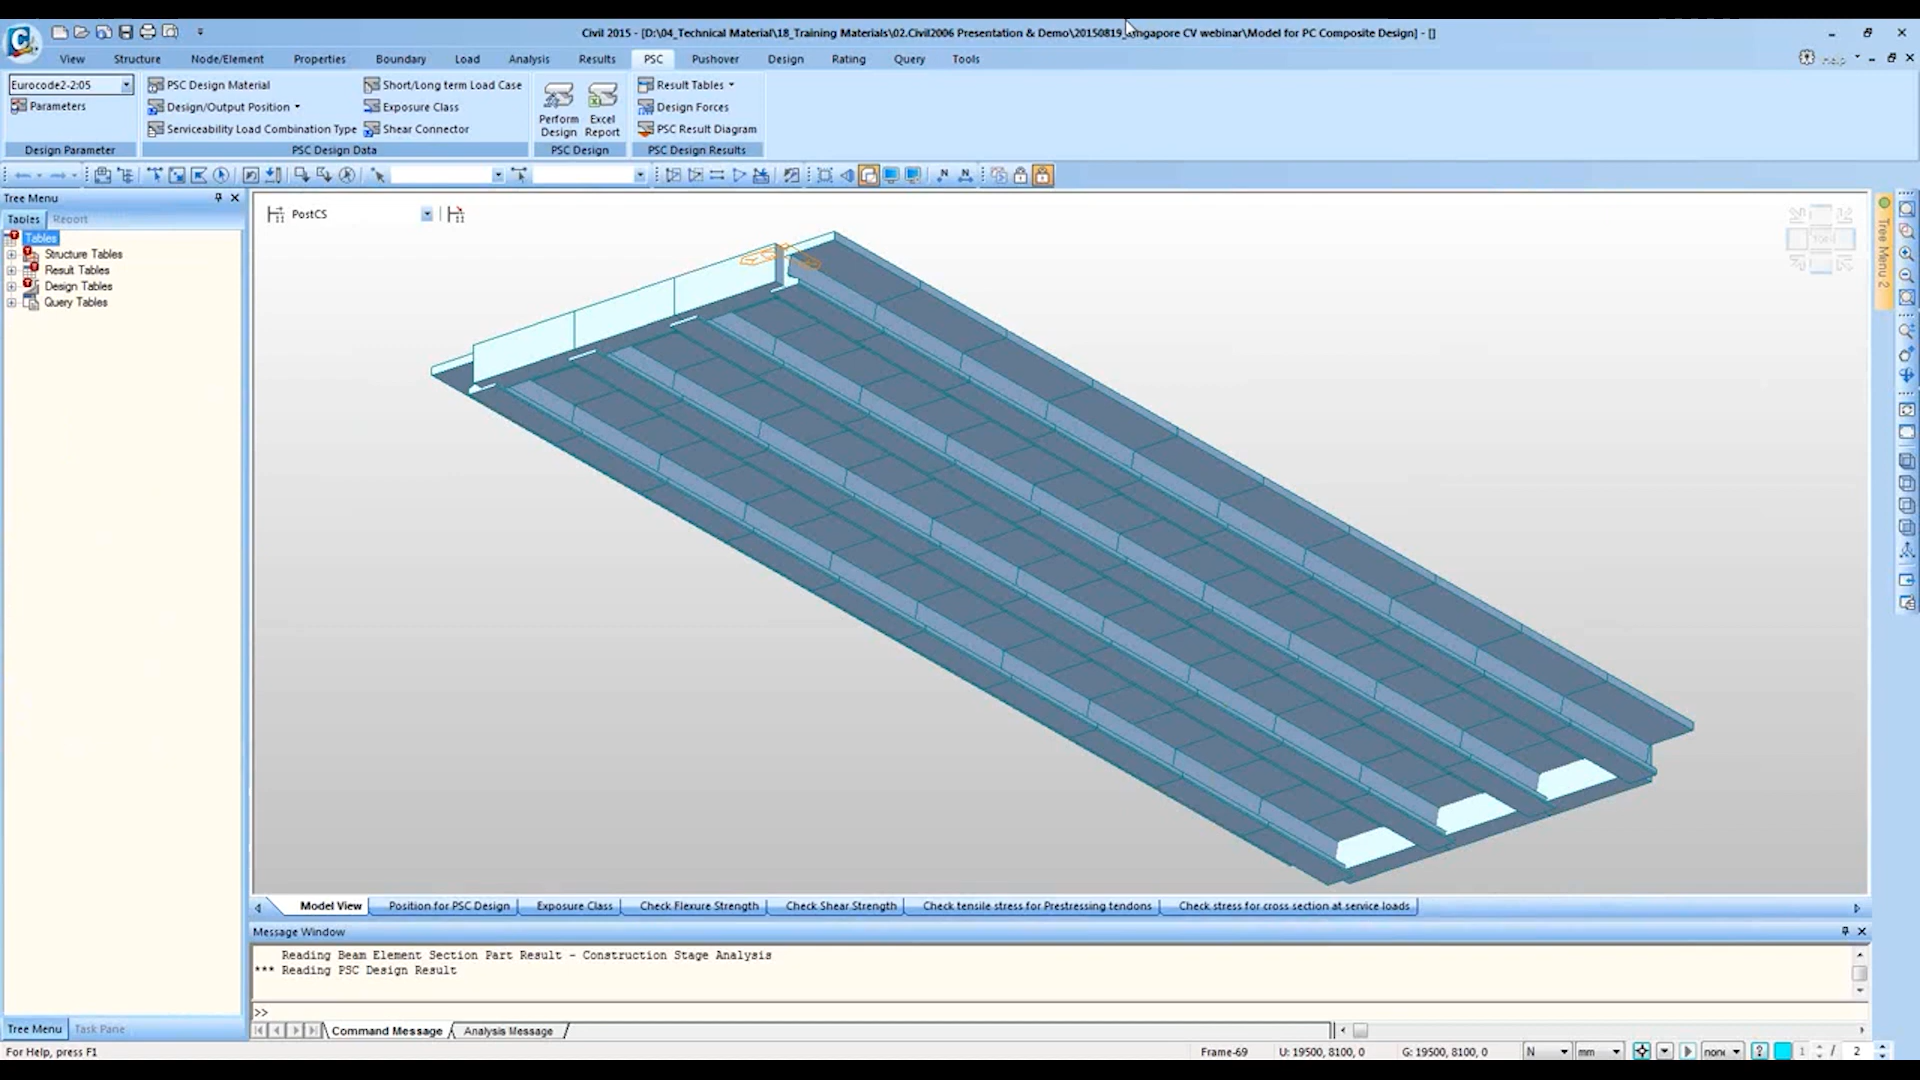 Civil 2015 - [D:\04_Technical Material\18_Training Materials\02.Civil2006 Presentation & Demo\20150819_Singapore CV webinar\Model for PC Composite Design] - []
View Structure Node/Element Properties Boundary Load Analysis Results PSC Pushover Design Rating Query Tools Help
Eurocode2-2:05 PSC Design Material Short/Long term Load Case Result Tables
Parameters Design/Output Position Exposure Class Perform Design Excel Report Design Forces
Serviceability Load Combination Type Shear Connector PSC Result Diagram
Design Parameter PSC Design Data PSC Design PSC Design Results
N N
Tree Menu
Tables Report
PostCS
Tables
Structure Tables
Result Tables
Design Tables
Query Tables
Tree Menu 2
Model View Position for PSC Design Exposure Class Check Flexure Strength Check Shear Strength Check tensile stress for Prestressing tendons Check stress for cross section at service loads
Message Window
Reading Beam Element Section Part Result - Construction Stage Analysis
*** Reading PSC Design Result
>>
Tree Menu Task Pane Command Message Analysis Message
For Help, press F1 Frame-69 U: 19500, 8100, 0 G: 19500, 8100, 0 N mm none ? 1 / 2